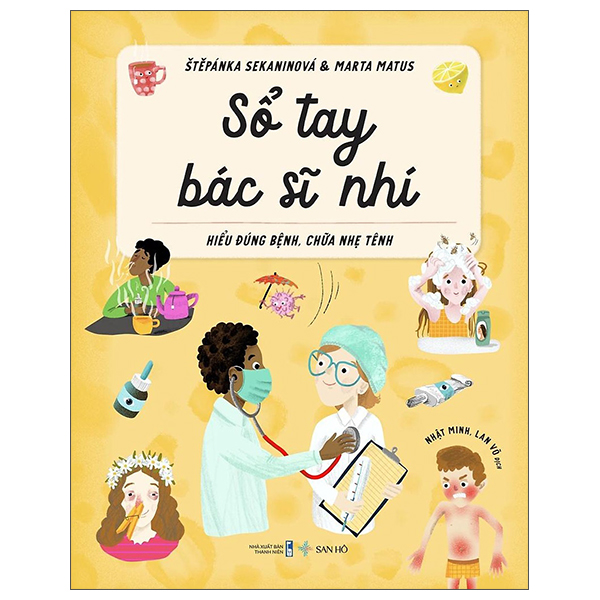 ŠTĚPÁNKA SEKANINOVÁ & MARTA MATUS
Sổ tay
bác sĩ nhí
HIỂU ĐÚNG BỆNH, CHỮA NHẸ TÊNH
NHẬT MINH, LAN VÕ DỊCH
NHÀ XUẤT BẢN
THANH NIÊN
SAN HÔ